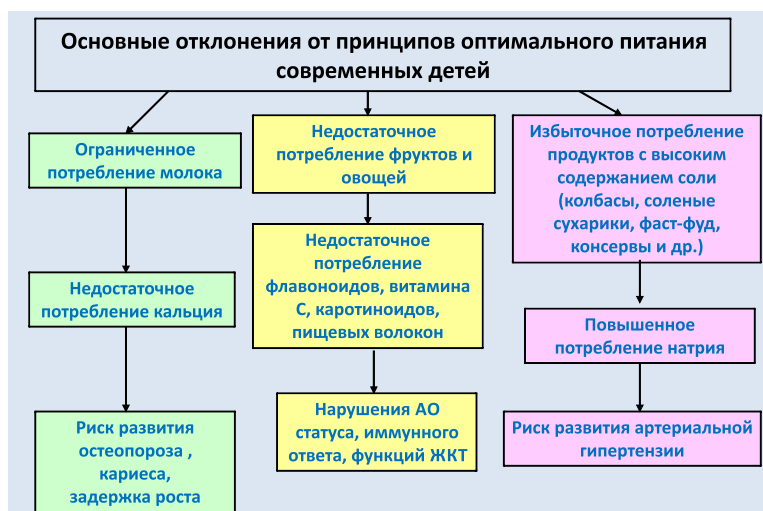 Основные отклонения от принципов оптимального питания
современных детей
Ограниченное
потребление молока
Недостаточное
потребление кальция
Риск развития
остеопороза ,
кариеса,
задержка роста
Недостаточное
потребление фруктов и
овощей
Недостаточное
потребление
флавоноидов, витамина
С, каротиноидов,
пищевых волокон
Нарушения АО
статуса, иммунного
ответа, функций ЖКТ
Избыточное потребление
продуктов с высоким
содержанием соли
(колбасы, соленые
сухарики, фаст-фуд,
консервы и др.)
Повышенное
потребление натрия
Риск развития артериальной
гипертензии